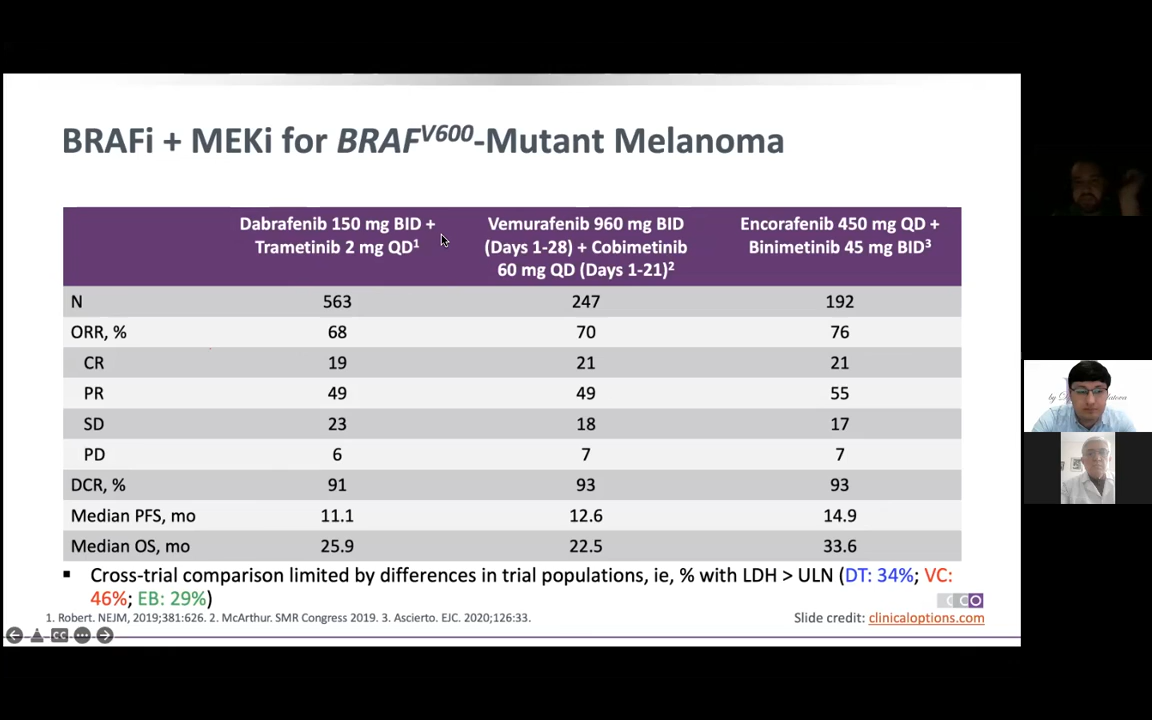 BRAFi + MEKi for BRAF^V600-Mutant Melanoma
Dabrafenib 150 mg BID + Trametinib 2 mg QD¹
Vemurafenib 960 mg BID (Days 1-28) + Cobimetinib 60 mg QD (Days 1-21)²
Encorafenib 450 mg QD + Binimetinib 45 mg BID³
N 563 247 192
ORR, % 68 70 76
CR 19 21 21
PR 49 49 55
SD 23 18 17
PD 6 7 7
DCR, % 91 93 93
Median PFS, mo 11.1 12.6 14.9
Median OS, mo 25.9 22.5 33.6
▪ Cross-trial comparison limited by differences in trial populations, ie, % with LDH > ULN (DT: 34%; VC:
46%; EB: 29%)
CCO
1. Robert. NEJM, 2019;381:626. 2. McArthur. SMR Congress 2019. 3. Ascierto. EJC. 2020;126:33.
Slide credit: clinicaloptions.com
CC
by D